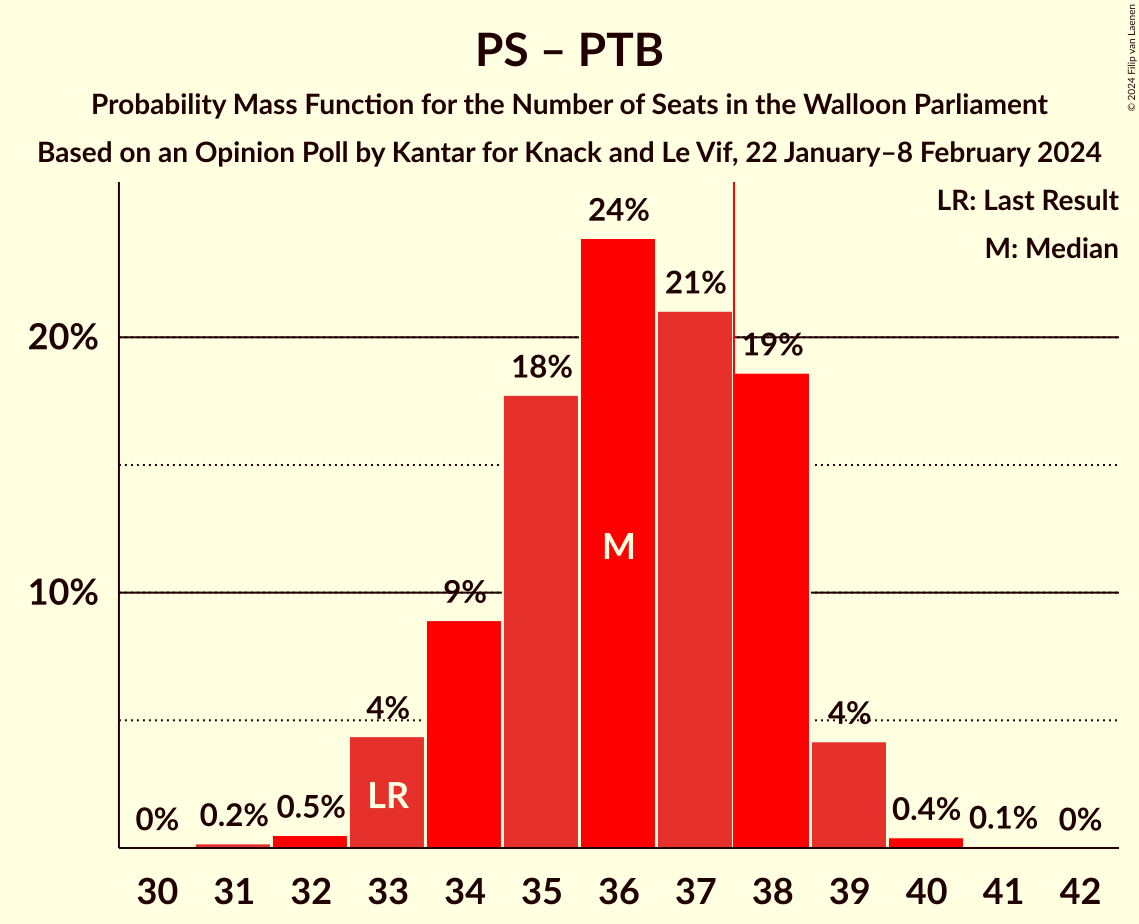 PS – PTB
Probability Mass Function for the Number of Seats in the Walloon Parliament
Based on an Opinion Poll by Kantar for Knack and Le Vif, 22 January–8 February 2024
© 2024 Filip van Laenen
LR: Last Result
M: Median
20%
10%
0%
0.2%
0.5%
4%
9%
18%
24%
21%
19%
4%
0.4%
0.1%
0%
LR
M
30 31 32 33 34 35 36 37 38 39 40 41 42